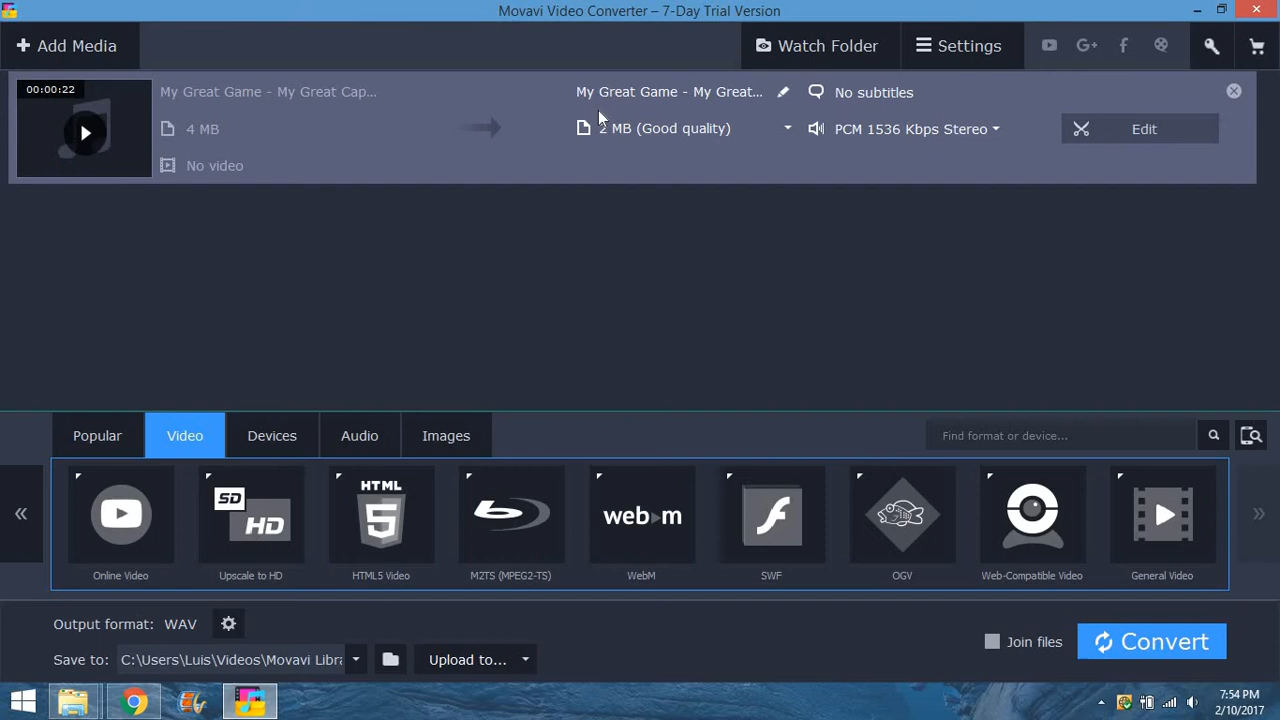 Movavi Video Converter – 7-Day Trial Version
Add Media
Watch Folder
Settings
G+
f
00:00:22
My Great Game - My Great Cap...
4 MB
No video
My Great Game - My Great...
2 MB (Good quality)
No subtitles
PCM 1536 Kbps Stereo
Edit
Popular
Video
Devices
Audio
Images
Find format or device...
SD
HD
HTML
5
web m
Online Video
Upscale to HD
HTML5 Video
M2TS (MPEG2-TS)
WebM
SWF
OGV
Web-Compatible Video
General Video
Output format: WAV
Save to: C:\Users\Luis\Videos\Movavi Libra
Upload to...
Join files
Convert
7:54 PM
2/10/2017